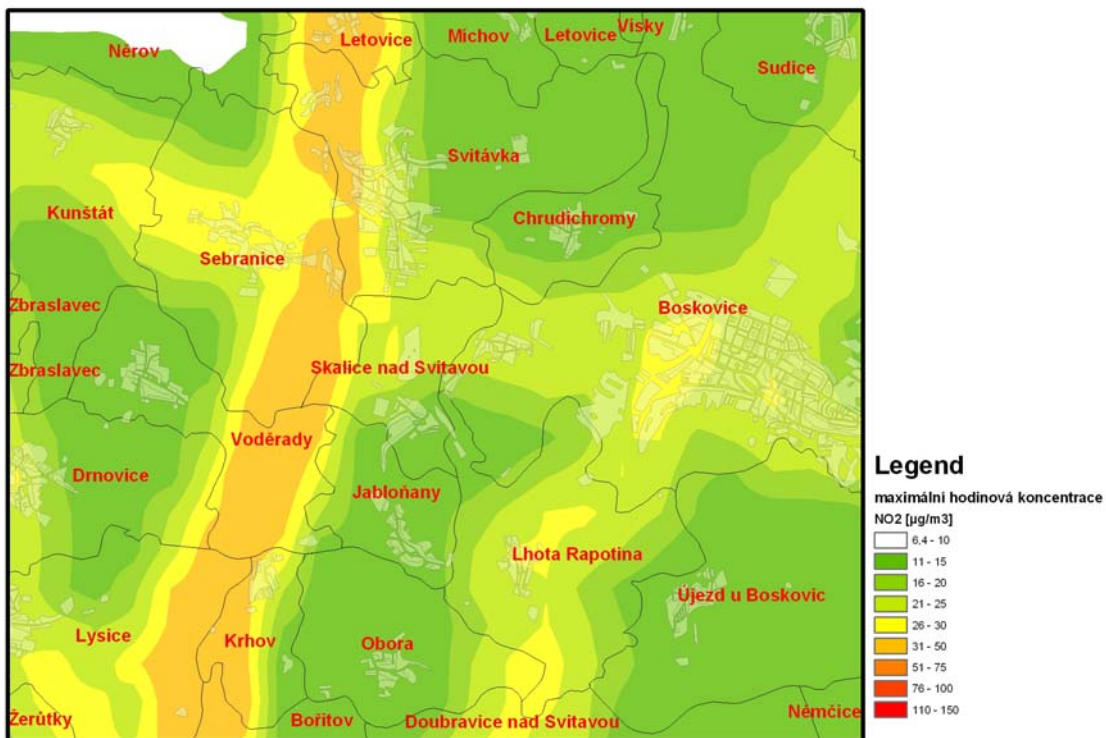 Letovice
Michov
Letovice
Vísky
Něrov
Sudice
Svitávka
Kunštát
Chrudichromy
Sebranice
Zbraslavec
Boskovice
Zbraslavec
Skalice nad Svitavou
Voděrady
Drnovice
Jabloňany
Lhota Rapotina
Újezd u Boskovic
Lysice
Krhov
Obora
Žerůtky
Bořitov
Doubravice nad Svitavou
Němčice
Legend
maximální hodinová koncentrace
NO2 [µg/m3]
6,4 - 10
11 - 15
16 - 20
21 - 25
26 - 30
31 - 50
51 - 75
76 - 100
110 - 150